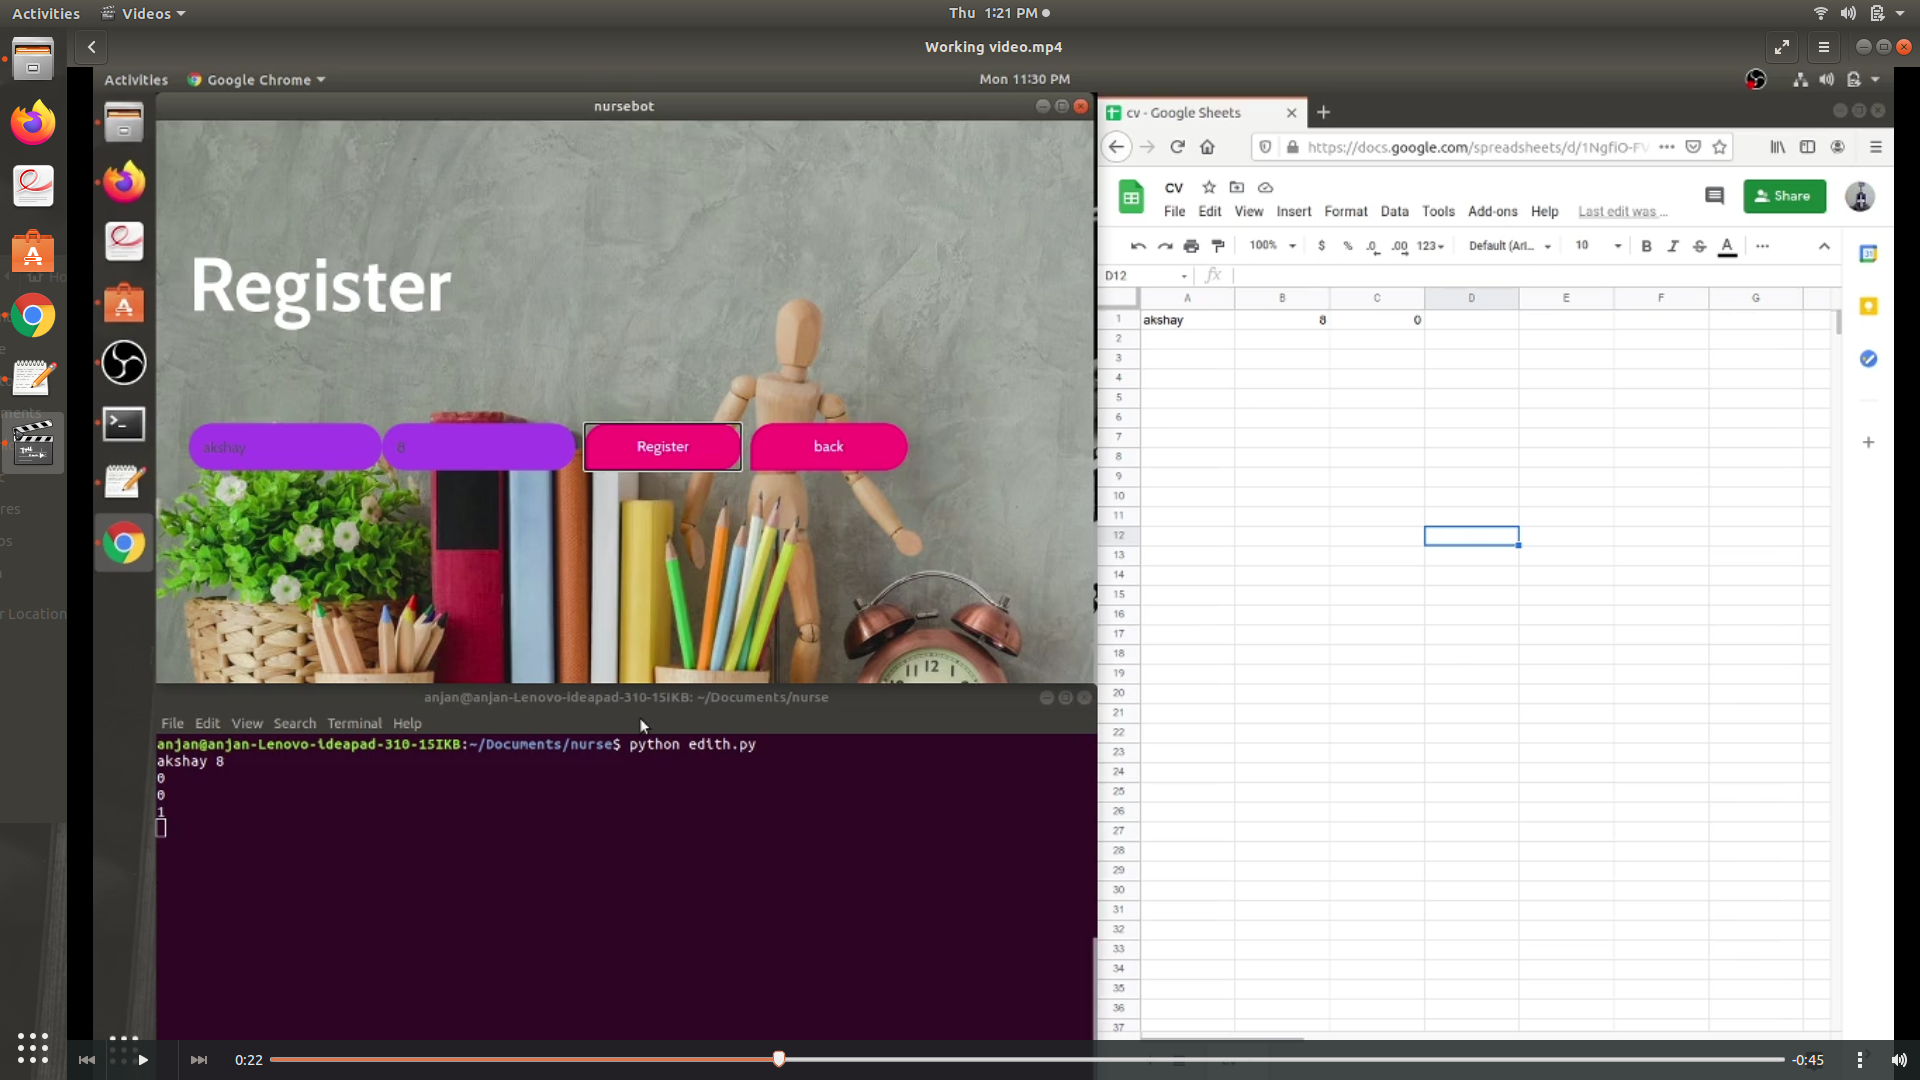 Activities Videos Thu 1:21 PM
Working video.mp4
Activities Google Chrome Mon 11:30 PM
nursebot
cv - Google Sheets
https://docs.google.com/spreadsheets/d/1NgfiO-FV
CV
Share
File Edit View Insert Format Data Tools Add-ons Help Last edit was ...
100% $ % .0 .00 123 Default (Ari... 10 B I S A
D12 fx
A B C D E F G
1 akshay 8 0
2
3
4
5
6
7
8
9
10
11
12
13
14
15
16
17
18
19
20
21
22
23
24
25
26
27
28
29
30
31
32
33
34
35
36
37
Register
akshay 8 Register back
12
anjan@anjan-Lenovo-ideapad-310-15IKB: ~/Documents/nurse
File Edit View Search Terminal Help
anjan@anjan-Lenovo-ideapad-310-15IKB:~/Documents/nurse$ python edith.py
akshay 8
0
0
1
r Location
0:22 -0:45